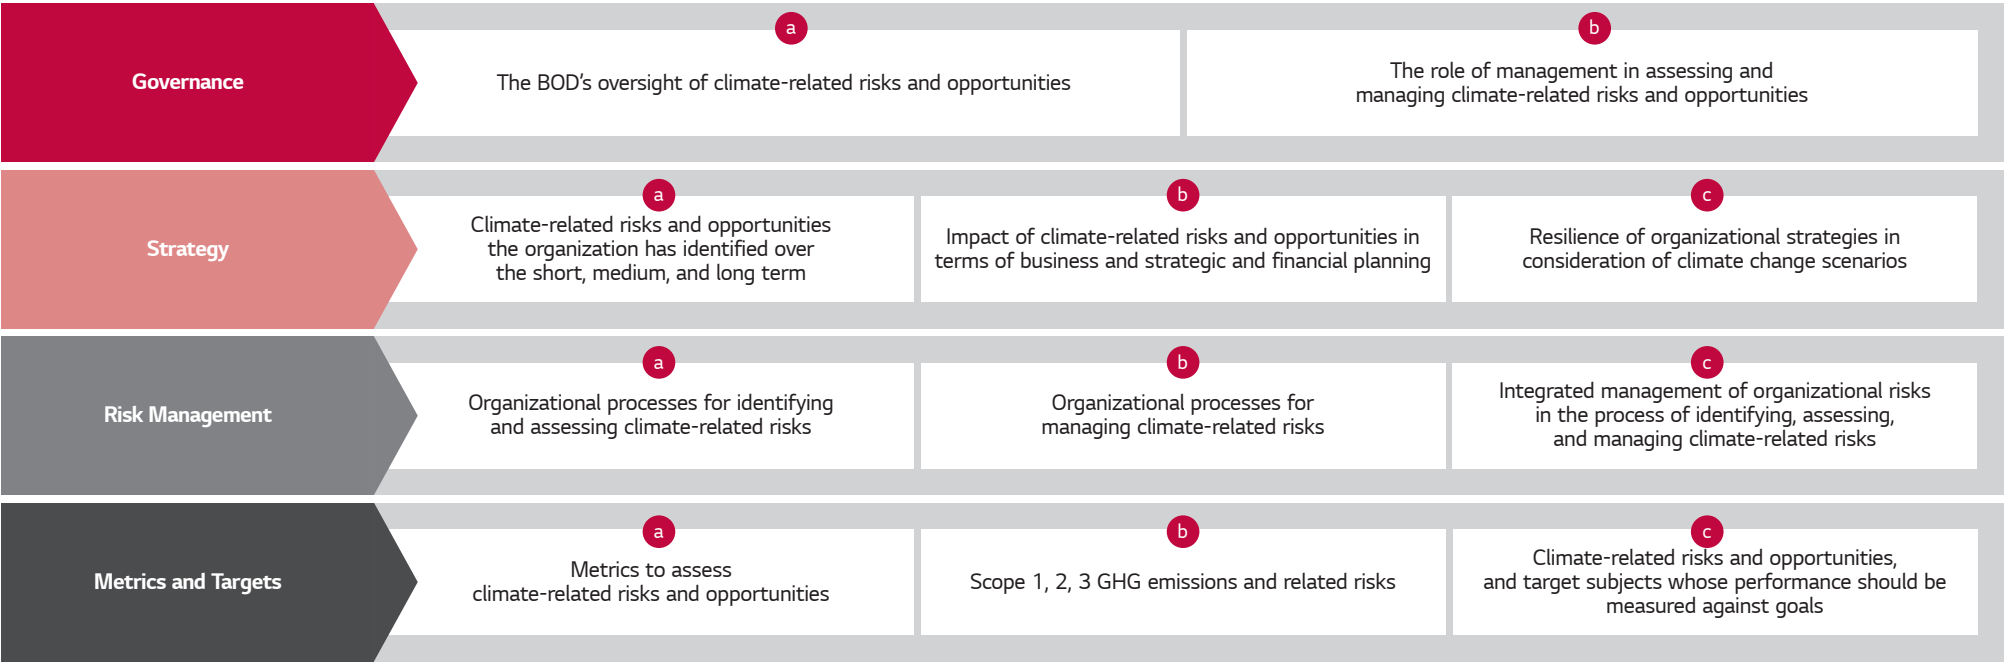 Governance
a
The BOD's oversight of climate-related risks and opportunities
b
The role of management in assessing and
managing climate-related risks and opportunities
Strategy
a
Climate-related risks and opportunities
the organization has identified over
the short, medium, and long term
b
Impact of climate-related risks and opportunities in
terms of business and strategic and financial planning
c
Resilience of organizational strategies in
consideration of climate change scenarios
Risk Management
a
Organizational processes for identifying
and assessing climate-related risks
b
Organizational processes for
managing climate-related risks
c
Integrated management of organizational risks
in the process of identifying, assessing,
and managing climate-related risks
Metrics and Targets
a
Metrics to assess
climate-related risks and opportunities
b
Scope 1, 2, 3 GHG emissions and related risks
c
Climate-related risks and opportunities,
and target subjects whose performance should be
measured against goals